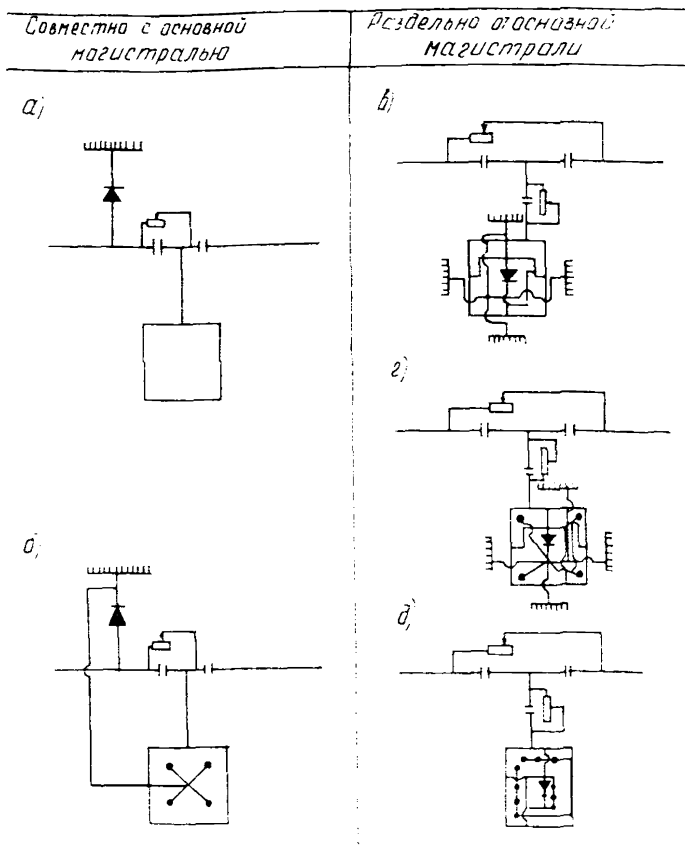 Совместно с основной
магистралью
Раздельно от основной
магистрали
а)
в)
г)
б)
д)